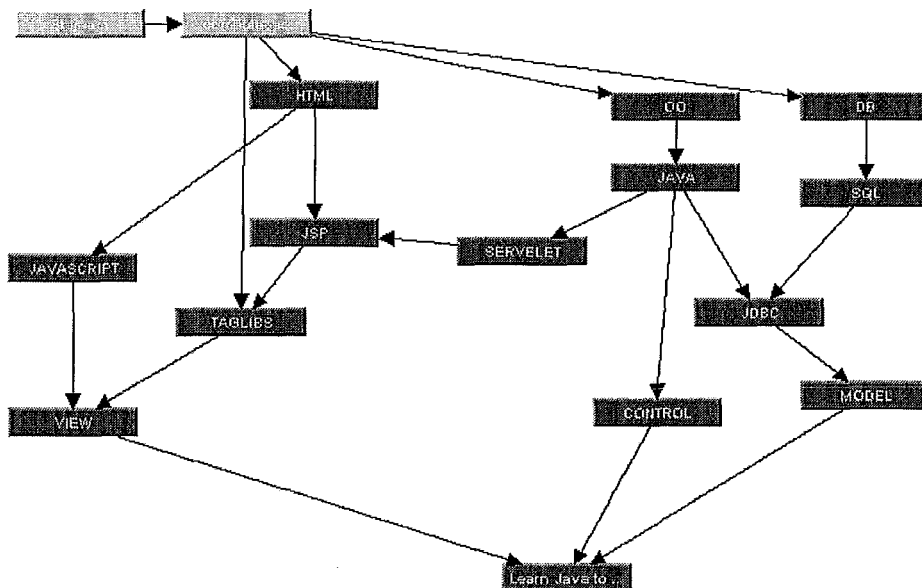 HTML
OO
DB
JAVA
SQL
JSP
SERVELET
JAVASCRIPT
TAGLIBS
JDBC
MODEL
CONTROL
VIEW
Learn Java to ...